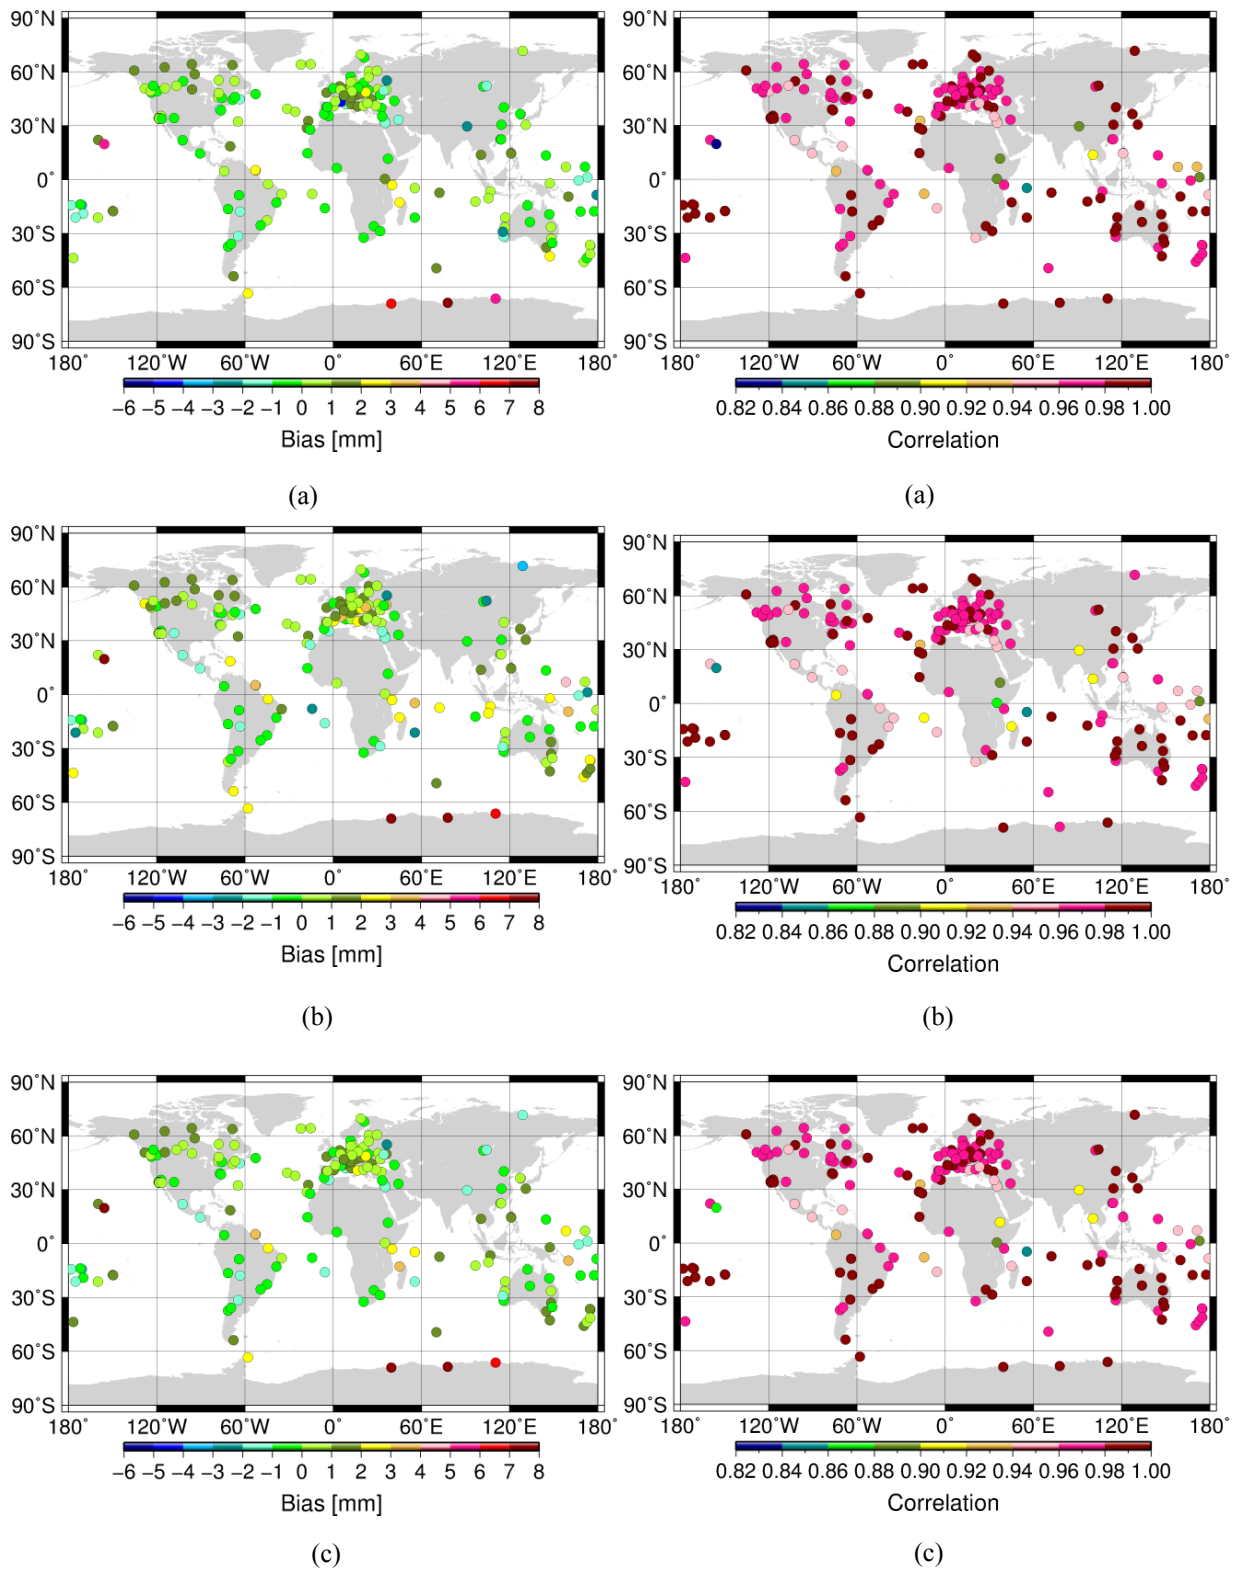 90°N 90°N
60°N 60°N
30°N 30°N
0° 0°
30°S 30°S
60°S 60°S
90°S 90°S
180° 120°W 60°W 0° 60°E 120°E 180° 180° 120°W 60°W 0° 60°E 120°E 180°
−6 −5 −4 −3 −2 −1 0 1 2 3 4 5 6 7 8 0.82 0.84 0.86 0.88 0.90 0.92 0.94 0.96 0.98 1.00
Bias [mm] Correlation
(a) (a)
90°N 90°N
60°N 60°N
30°N 30°N
0° 0°
30°S 30°S
60°S 60°S
90°S 90°S
180° 120°W 60°W 0° 60°E 120°E 180° 180° 120°W 60°W 0° 60°E 120°E 180°
−6 −5 −4 −3 −2 −1 0 1 2 3 4 5 6 7 8 0.82 0.84 0.86 0.88 0.90 0.92 0.94 0.96 0.98 1.00
Bias [mm] Correlation
(b) (b)
90°N 90°N
60°N 60°N
30°N 30°N
0° 0°
30°S 30°S
60°S 60°S
90°S 90°S
180° 120°W 60°W 0° 60°E 120°E 180° 180° 120°W 60°W 0° 60°E 120°E 180°
−6 −5 −4 −3 −2 −1 0 1 2 3 4 5 6 7 8 0.82 0.84 0.86 0.88 0.90 0.92 0.94 0.96 0.98 1.00
Bias [mm] Correlation
(c) (c)